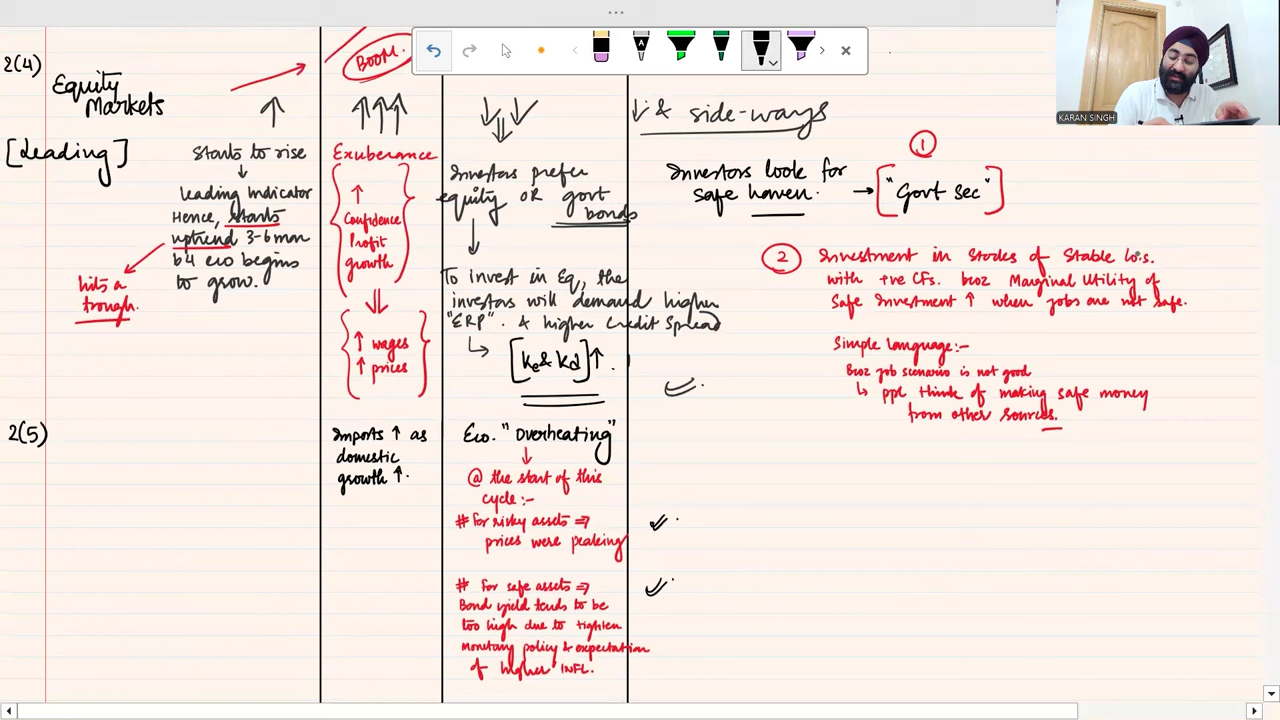 2(4)
Equity
Markets
[Leading]
Starts to rise
leading indicator
Hence, starts
uptrend 3-6 mon
b'4 eco begins
to grow.
hits a
trough.
BOOM.
Exuberance
↑
Confidence
Profit
growth
↑ wages
↑ prices
Investors prefer
equity OR govt
bonds
To invest in Eq, the
investors will demand higher
"ERP". & higher Credit Spread
[Ke & Kd]↑.
↓ & side-ways
Investors look for
safe haven. → ["Govt Sec"]
1
2 Investment in Stocks of Stable Cos.
with +ve CFs. bcoz Marginal Utility of
Safe Investment ↑ when jobs are not safe.
Simple language:-
Bcoz job scenario is not good
↳ ppl think of making safe money
from other sources.
2(5)
Imports ↑ as
domestic
growth ↑.
Eco. "Overheating"
@ the start of this
cycle:-
# For risky assets ⇒
prices were peaking
# For safe assets ⇒
Bond yield tends to be
too high due to tighten
monetary policy & expectation
of higher INFL.
KARAN SINGH